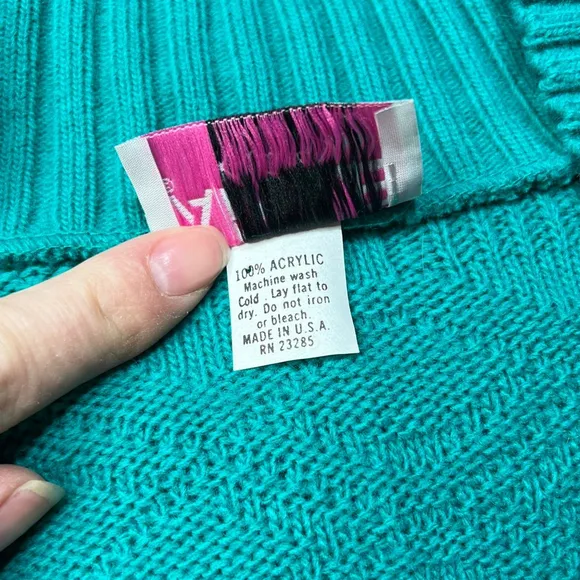 100% ACRYLIC
Machine wash
Cold . Lay flat to
dry. Do not iron
or bleach.
MADE IN U.S.A.
RN 23285